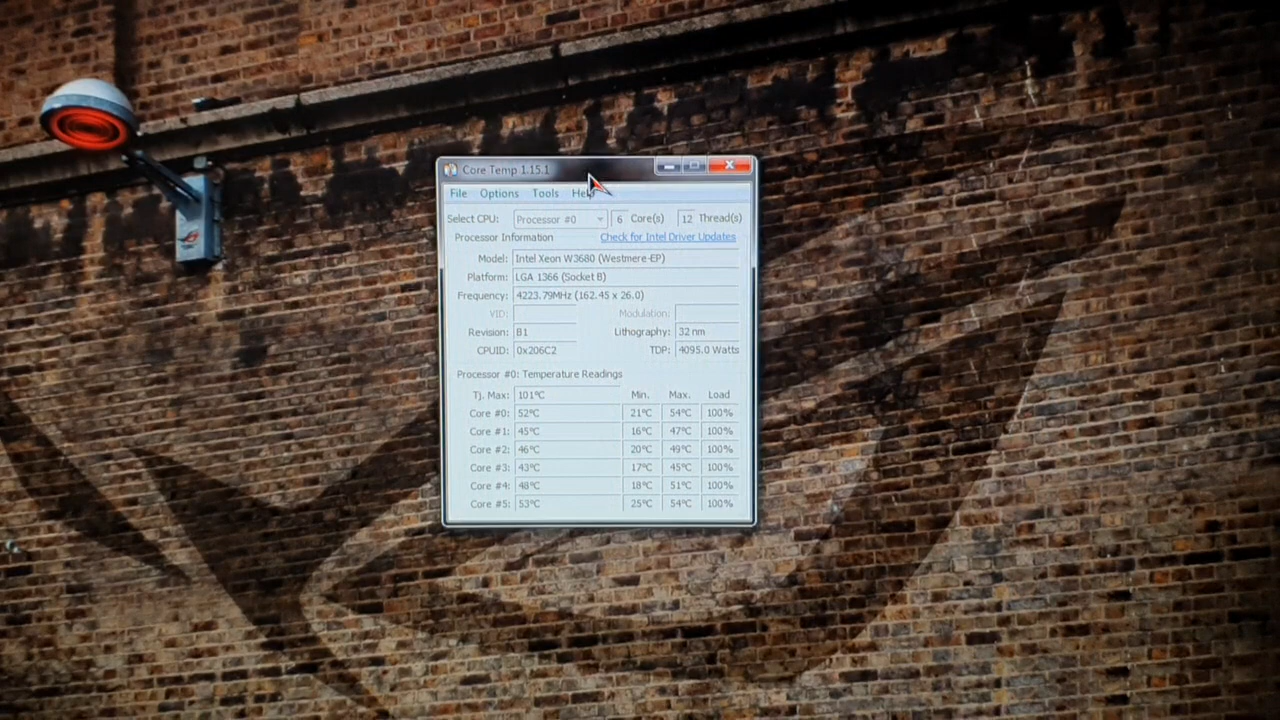 Core Temp 1.15.1
File Options Tools Help
Select CPU: Processor #0 6 Core(s) 12 Thread(s)
Processor Information Check for Intel Driver Updates
Model: Intel Xeon W3680 (Westmere-EP)
Platform: LGA 1366 (Socket B)
Frequency: 4223.79MHz (162.45 x 26.0)
VID: Modulation:
Revision: B1 Lithography: 32 nm
CPUID: 0x206C2 TDP: 4095.0 Watts
Processor #0: Temperature Readings
Tj. Max: 101°C Min. Max. Load
Core #0: 52°C 21°C 54°C 100%
Core #1: 45°C 16°C 47°C 100%
Core #2: 46°C 20°C 49°C 100%
Core #3: 43°C 17°C 45°C 100%
Core #4: 48°C 18°C 51°C 100%
Core #5: 53°C 25°C 54°C 100%